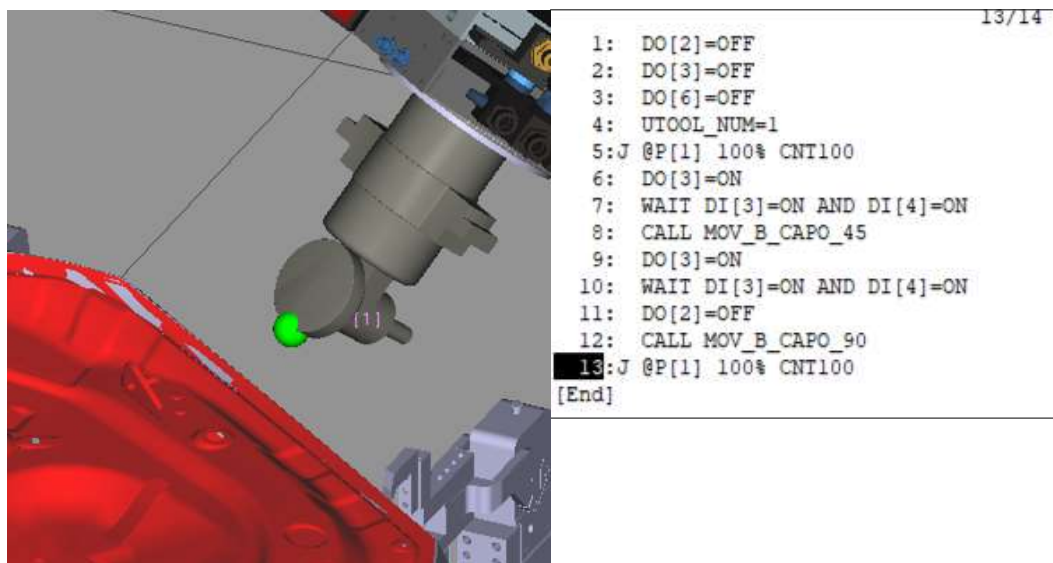 [1]
13/14
1: DO[2]=OFF
2: DO[3]=OFF
3: DO[6]=OFF
4: UTOOL_NUM=1
5:J @P[1] 100% CNT100
6: DO[3]=ON
7: WAIT DI[3]=ON AND DI[4]=ON
8: CALL MOV_B_CAPO_45
9: DO[3]=ON
10: WAIT DI[3]=ON AND DI[4]=ON
11: DO[2]=OFF
12: CALL MOV_B_CAPO_90
13:J @P[1] 100% CNT100
[End]